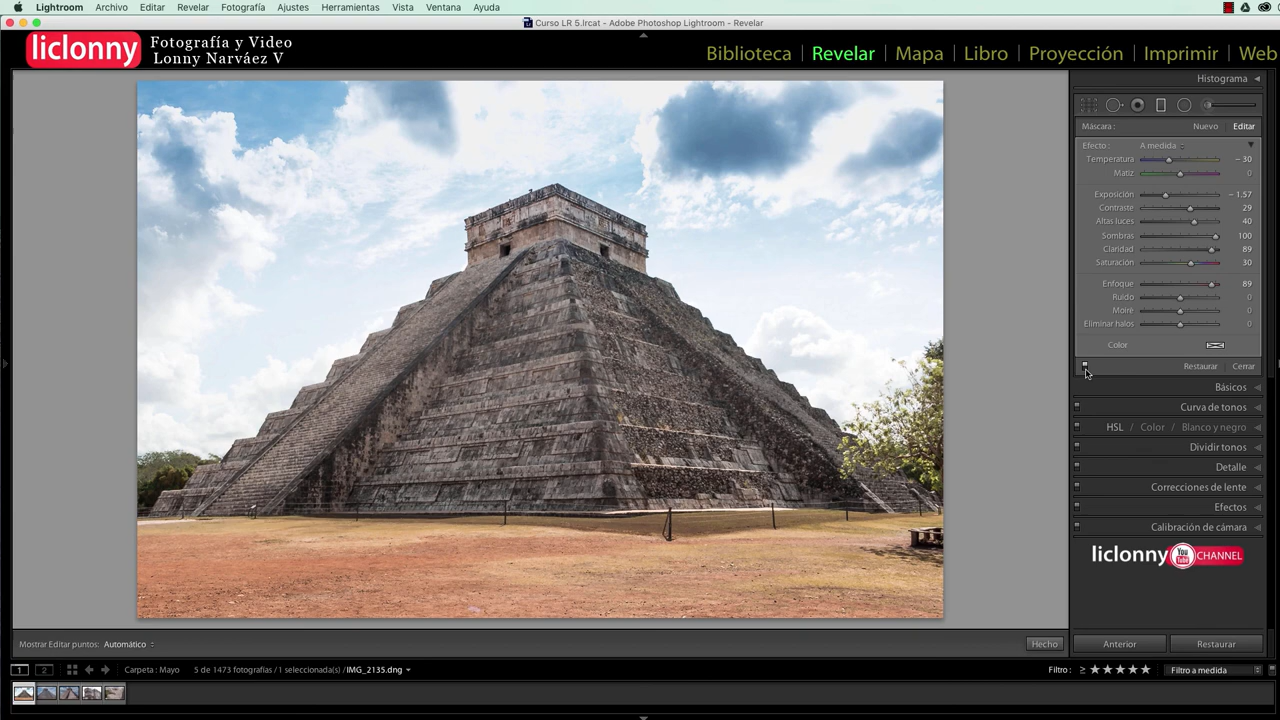 Lightroom Archivo Editar Revelar Fotografía Ajustes Herramientas Vista Ventana Ayuda
Curso LR 5.lrcat - Adobe Photoshop Lightroom - Revelar
liclonny Fotografía y Video
Lonny Narváez V
Biblioteca | Revelar | Mapa | Libro | Proyección | Imprimir | Web
Histograma
Máscara : Nuevo Editar
Efecto : A medida
Temperatura - 30
Matiz 0
Exposición - 1.57
Contraste 29
Altas luces 40
Sombras 100
Claridad 89
Saturación 30
Enfoque 89
Ruido 0
Moiré 0
Eliminar halos 0
Color
Restaurar Cerrar
Básicos
Curva de tonos
HSL / Color / Blanco y negro
Dividir tonos
Detalle
Correcciones de lente
Efectos
Calibración de cámara
liclonny You Tube CHANNEL
Mostrar Editar puntos: Automático
Hecho
Anterior Restaurar
1 2 Carpeta : Mayo 5 de 1473 fotografías / 1 seleccionada(s) / IMG_2135.dng
Filtro : ≥ ★★★★★ Filtro a medida